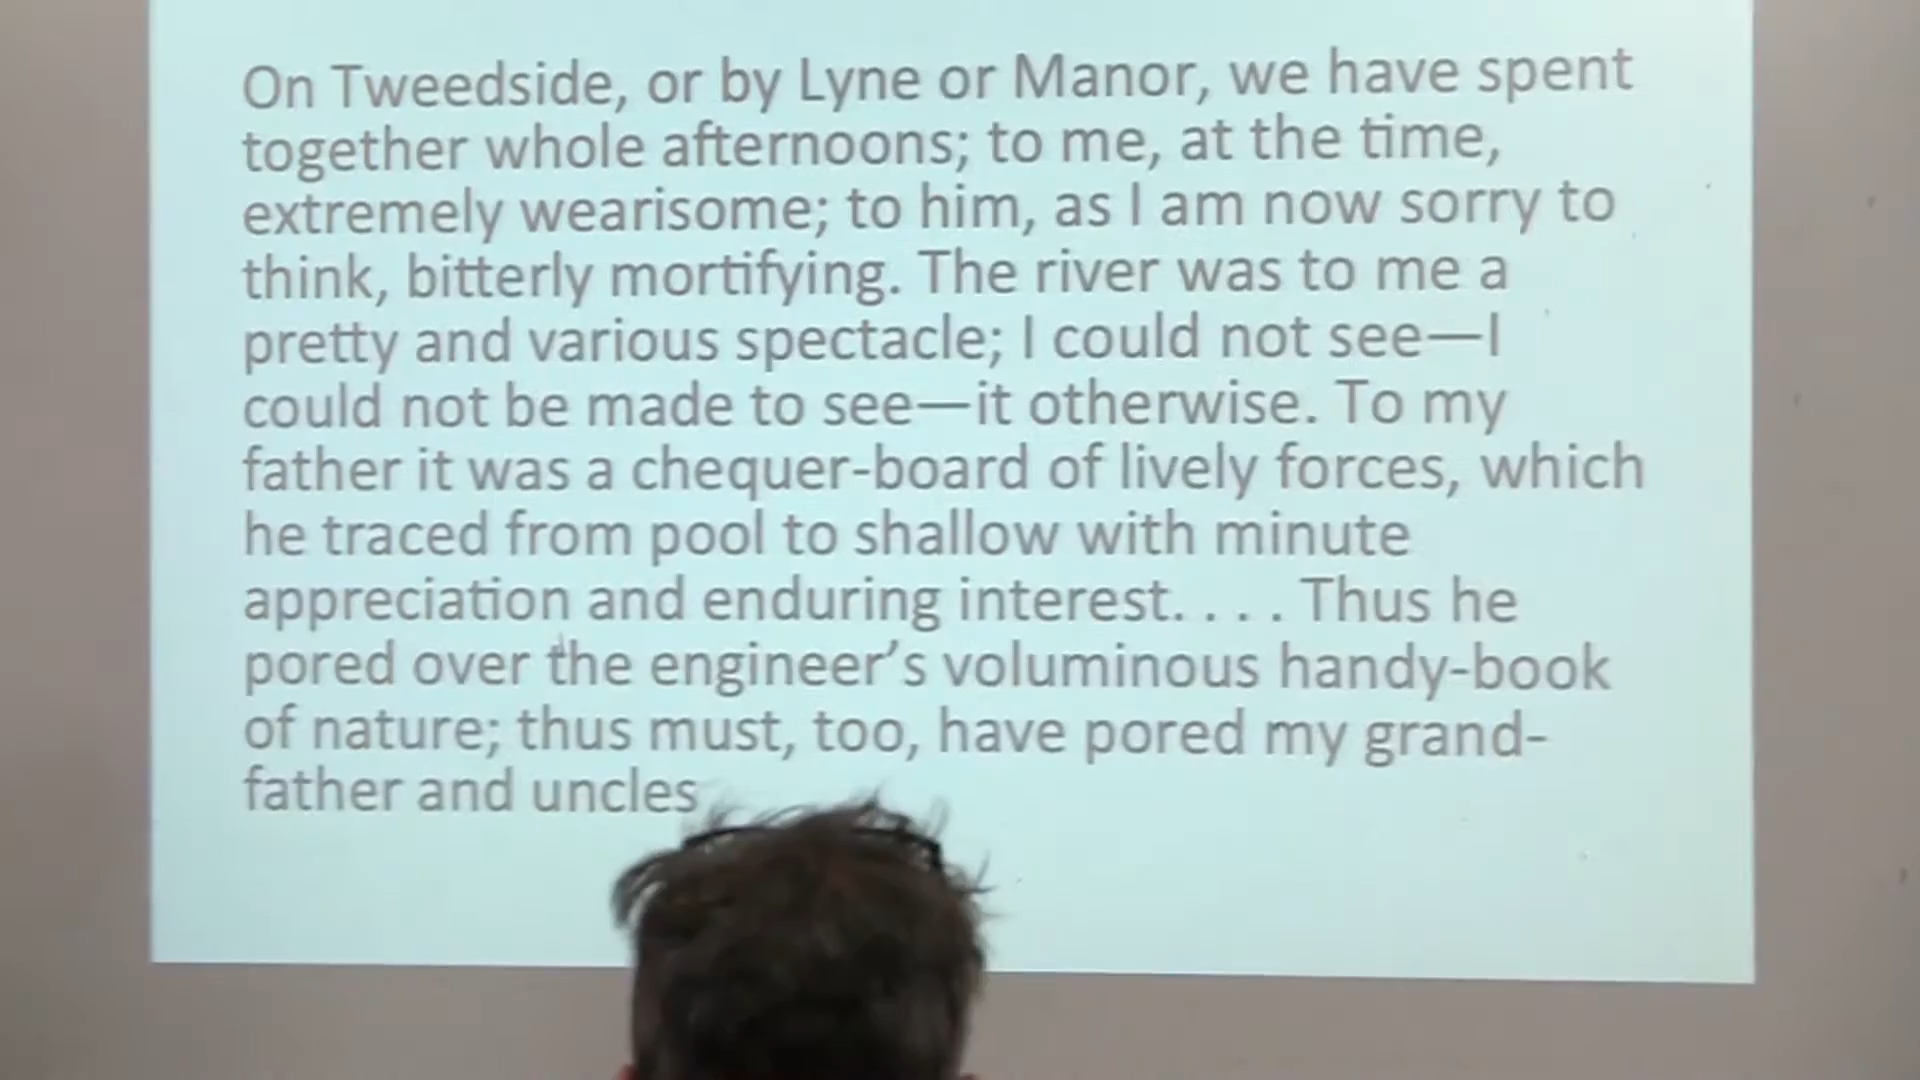 On Tweedside, or by Lyne or Manor, we have spent
together whole afternoons; to me, at the time,
extremely wearisome; to him, as I am now sorry to
think, bitterly mortifying. The river was to me a
pretty and various spectacle; I could not see—I
could not be made to see—it otherwise. To my
father it was a chequer-board of lively forces, which
he traced from pool to shallow with minute
appreciation and enduring interest. . . . Thus he
pored over the engineer’s voluminous handy-book
of nature; thus must, too, have pored my grand-
father and uncles